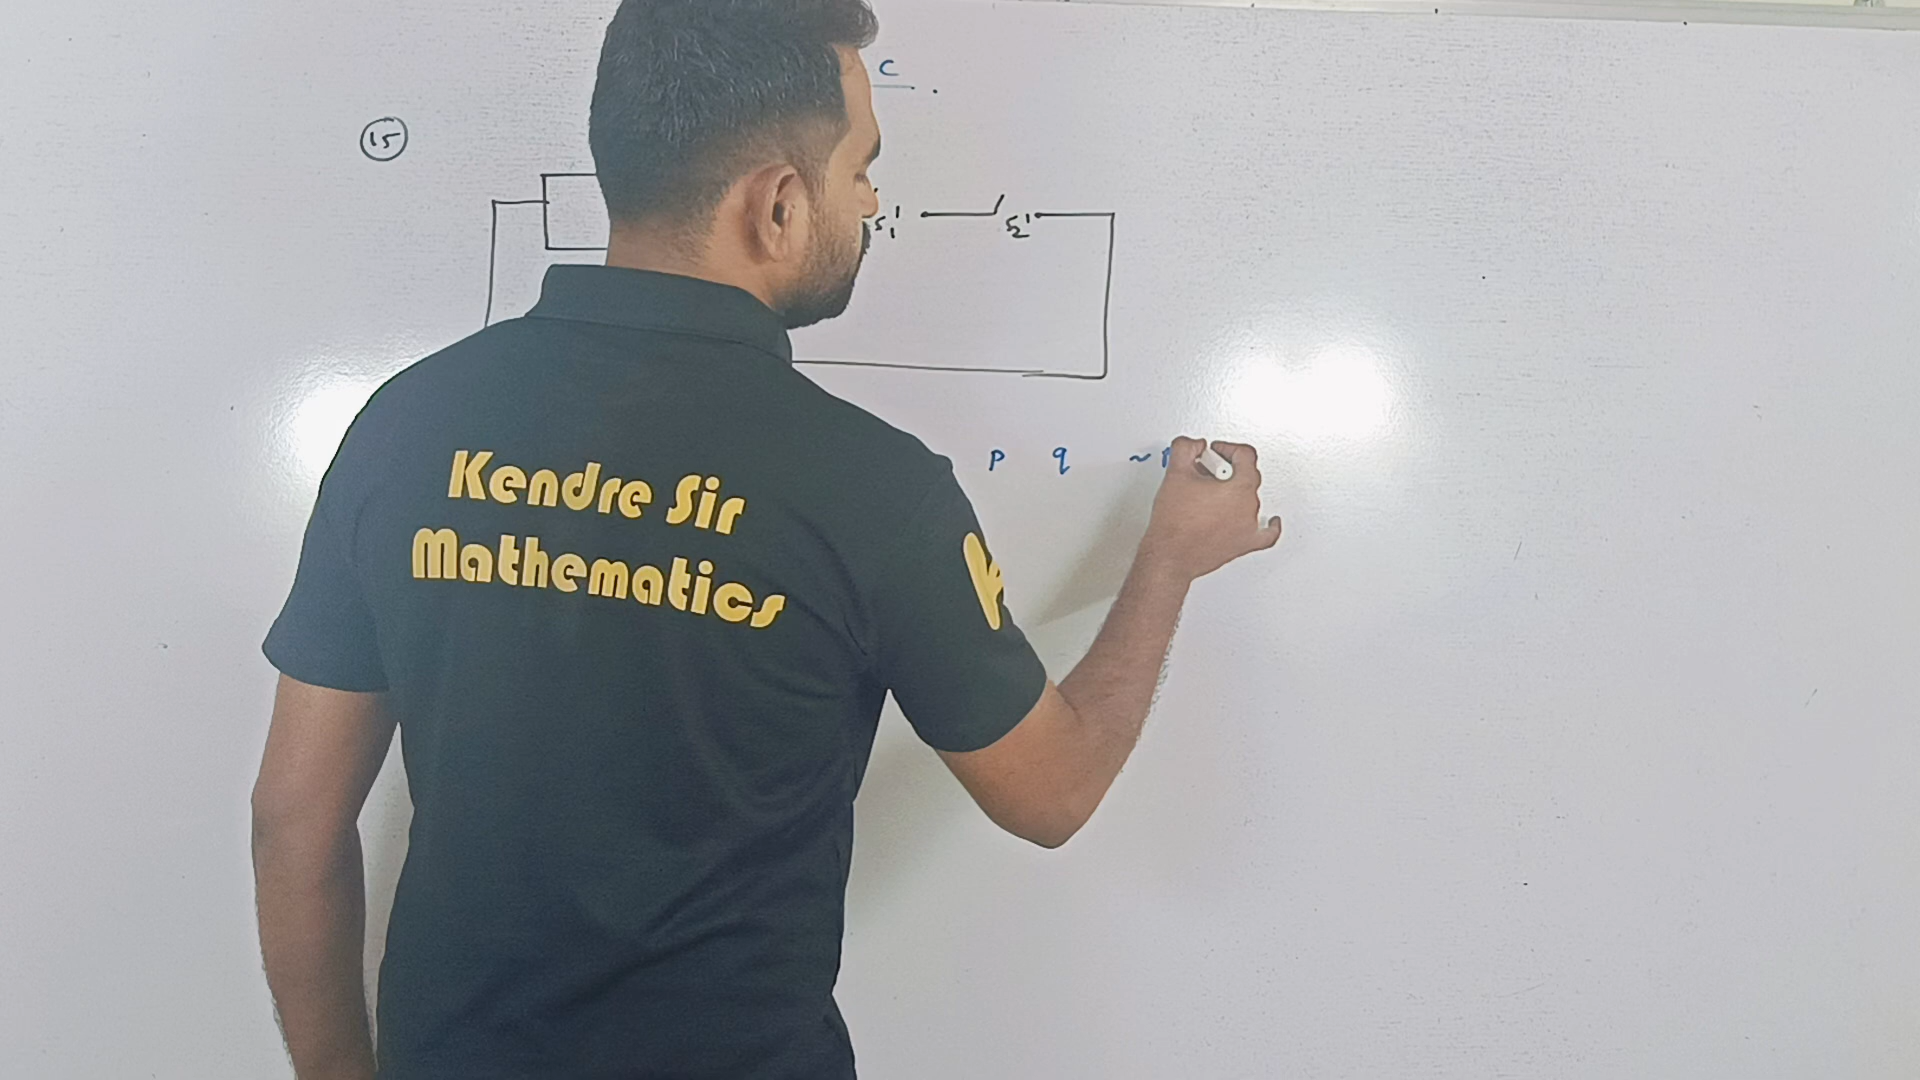 C
15
S₁' S₂'
p q ~p
Kendre Sir
Mathematics